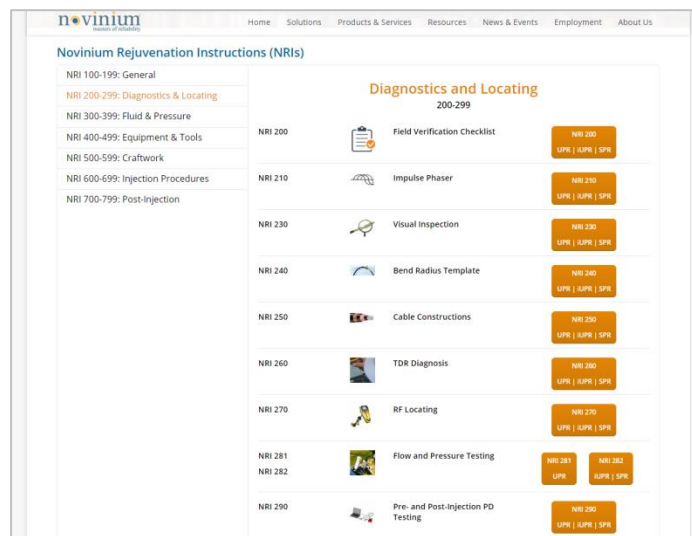 novinium
masters of reliability
Home Solutions Products & Services Resources News & Events Employment About Us
Novinium Rejuvenation Instructions (NRIs)
NRI 100-199: General
NRI 200-299: Diagnostics & Locating
NRI 300-399: Fluid & Pressure
NRI 400-499: Equipment & Tools
NRI 500-599: Craftwork
NRI 600-699: Injection Procedures
NRI 700-799: Post-Injection
Diagnostics and Locating
200-299
NRI 200 Field Verification Checklist NRI 200
UPR | iUPR | SPR
NRI 210 Impulse Phaser NRI 210
UPR | iUPR | SPR
NRI 230 Visual Inspection NRI 230
UPR | iUPR | SPR
NRI 240 Bend Radius Template NRI 240
UPR | iUPR | SPR
NRI 250 Cable Constructions NRI 250
UPR | iUPR | SPR
NRI 260 TDR Diagnosis NRI 260
UPR | iUPR | SPR
NRI 270 RF Locating NRI 270
UPR | iUPR | SPR
NRI 281 Flow and Pressure Testing NRI 281 NRI 282
NRI 282 UPR iUPR | SPR
NRI 290 Pre- and Post-Injection PD NRI 290
Testing UPR | iUPR | SPR